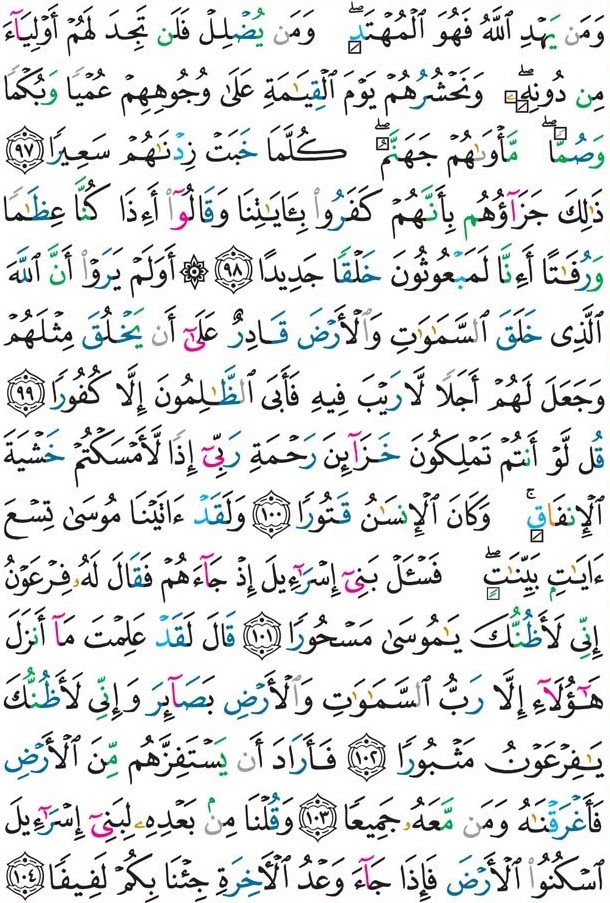 وَمَن يَهْدِ ٱللَّهُ فَهُوَ ٱلْمُهْتَدِ ۖ وَمَن يُضْلِلْ فَلَن تَجِدَ لَهُمْ أَوْلِيَآءَ
مِن دُونِهِۦ ۖ وَنَحْشُرُهُمْ يَوْمَ ٱلْقِيَـٰمَةِ عَلَىٰ وُجُوهِهِمْ عُمْيًا وَبُكْمًا
وَصُمًّا ۖ مَّأْوَىٰهُمْ جَهَنَّمُ ۖ كُلَّمَا خَبَتْ زِدْنَـٰهُمْ سَعِيرًا ٩٧
ذَٰلِكَ جَزَآؤُهُم بِأَنَّهُمْ كَفَرُوا۟ بِـَٔايَـٰتِنَا وَقَالُوٓا۟ أَءِذَا كُنَّا عِظَـٰمًا
وَرُفَـٰتًا أَءِنَّا لَمَبْعُوثُونَ خَلْقًا جَدِيدًا ٩٨ ۞ أَوَلَمْ يَرَوْا۟ أَنَّ ٱللَّهَ
ٱلَّذِى خَلَقَ ٱلسَّمَـٰوَٰتِ وَٱلْأَرْضَ قَادِرٌ عَلَىٰٓ أَن يَخْلُقَ مِثْلَهُمْ
وَجَعَلَ لَهُمْ أَجَلًا لَّا رَيْبَ فِيهِ فَأَبَى ٱلظَّـٰلِمُونَ إِلَّا كُفُورًا ٩٩
قُل لَّوْ أَنتُمْ تَمْلِكُونَ خَزَآئِنَ رَحْمَةِ رَبِّىٓ إِذًا لَّأَمْسَكْتُمْ خَشْيَةَ
ٱلْإِنفَاقِ ۚ وَكَانَ ٱلْإِنسَـٰنُ قَتُورًا ١٠٠ وَلَقَدْ ءَاتَيْنَا مُوسَىٰ تِسْعَ
ءَايَـٰتٍۭ بَيِّنَـٰتٍ ۖ فَسْـَٔلْ بَنِىٓ إِسْرَٰٓءِيلَ إِذْ جَآءَهُمْ فَقَالَ لَهُۥ فِرْعَوْنُ
إِنِّى لَأَظُنُّكَ يَـٰمُوسَىٰ مَسْحُورًا ١٠١ قَالَ لَقَدْ عَلِمْتَ مَآ أَنزَلَ
هَـٰٓؤُلَآءِ إِلَّا رَبُّ ٱلسَّمَـٰوَٰتِ وَٱلْأَرْضِ بَصَآئِرَ وَإِنِّى لَأَظُنُّكَ
يَـٰفِرْعَوْنُ مَثْبُورًا ١٠٢ فَأَرَادَ أَن يَسْتَفِزَّهُم مِّنَ ٱلْأَرْضِ
فَأَغْرَقْنَـٰهُ وَمَن مَّعَهُۥ جَمِيعًا ١٠٣ وَقُلْنَا مِنۢ بَعْدِهِۦ لِبَنِىٓ إِسْرَٰٓءِيلَ
ٱسْكُنُوا۟ ٱلْأَرْضَ فَإِذَا جَآءَ وَعْدُ ٱلْـَٔاخِرَةِ جِئْنَا بِكُمْ لَفِيفًا ١٠٤